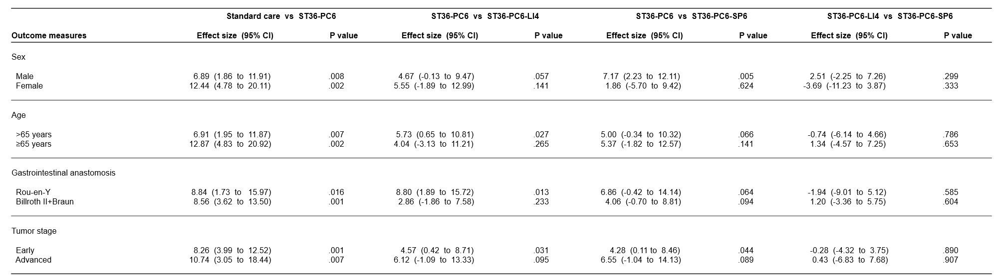 Standard care vs ST36-PC6 ST36-PC6 vs ST36-PC6-LI4 ST36-PC6 vs ST36-PC6-SP6 ST36-PC6-LI4 vs ST36-PC6-SP6
Outcome measures Effect size (95% CI) P value Effect size (95% CI) P value Effect size (95% CI) P value Effect size (95% CI) P value
Sex
Male 6.89 (1.86 to 11.91) .008 4.67 (-0.13 to 9.47) .057 7.17 (2.23 to 12.11) .005 2.51 (-2.25 to 7.26) .299
Female 12.44 (4.78 to 20.11) .002 5.55 (-1.89 to 12.99) .141 1.86 (-5.70 to 9.42) .624 -3.69 (-11.23 to 3.87) .333
Age
>65 years 6.91 (1.95 to 11.87) .007 5.73 (0.65 to 10.81) .027 5.00 (-0.34 to 10.32) .066 -0.74 (-6.14 to 4.66) .786
≥65 years 12.87 (4.83 to 20.92) .002 4.04 (-3.13 to 11.21) .265 5.37 (-1.82 to 12.57) .141 1.34 (-4.57 to 7.25) .653
Gastrointestinal anastomosis
Rou-en-Y 8.84 (1.73 to 15.97) .016 8.80 (1.89 to 15.72) .013 6.86 (-0.42 to 14.14) .064 -1.94 (-9.01 to 5.12) .585
Billroth II+Braun 8.56 (3.62 to 13.50) .001 2.86 (-1.86 to 7.58) .233 4.06 (-0.70 to 8.81) .094 1.20 (-3.36 to 5.75) .604
Tumor stage
Early 8.26 (3.99 to 12.52) .001 4.57 (0.42 to 8.71) .031 4.28 (0.11 to 8.46) .044 -0.28 (-4.32 to 3.75) .890
Advanced 10.74 (3.05 to 18.44) .007 6.12 (-1.09 to 13.33) .095 6.55 (-1.04 to 14.13) .089 0.43 (-6.83 to 7.68) .907